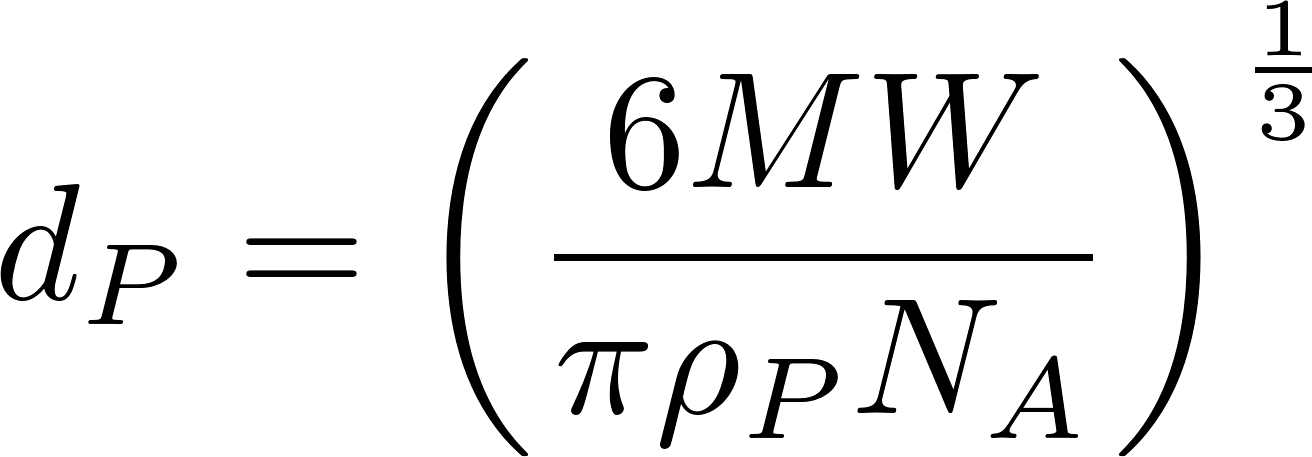 d_P = \left( \frac{6MW}{\pi \rho_P N_A} \right)^{\frac{1}{3}}